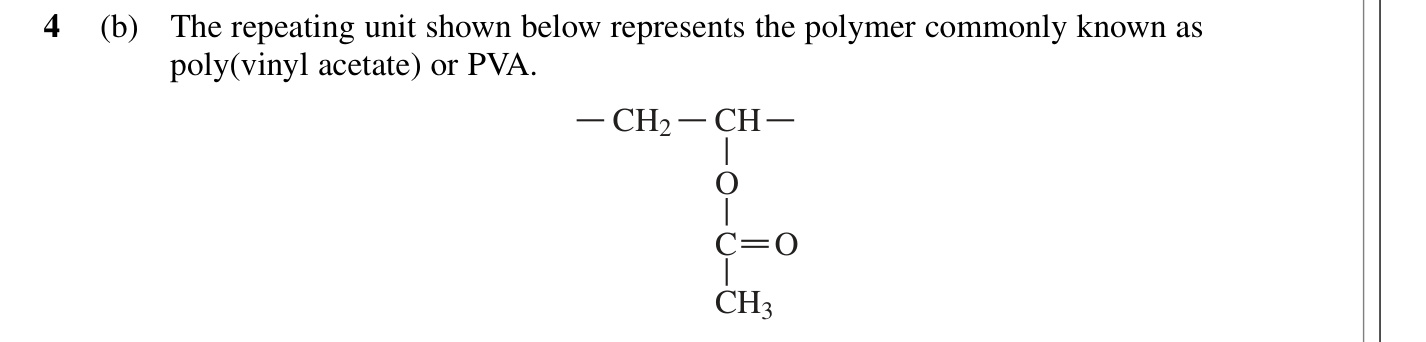 4 (b) The repeating unit shown below represents the polymer commonly known as
poly(vinyl acetate) or PVA.
— CH₂ — CH —
|
O
|
C=O
|
CH₃